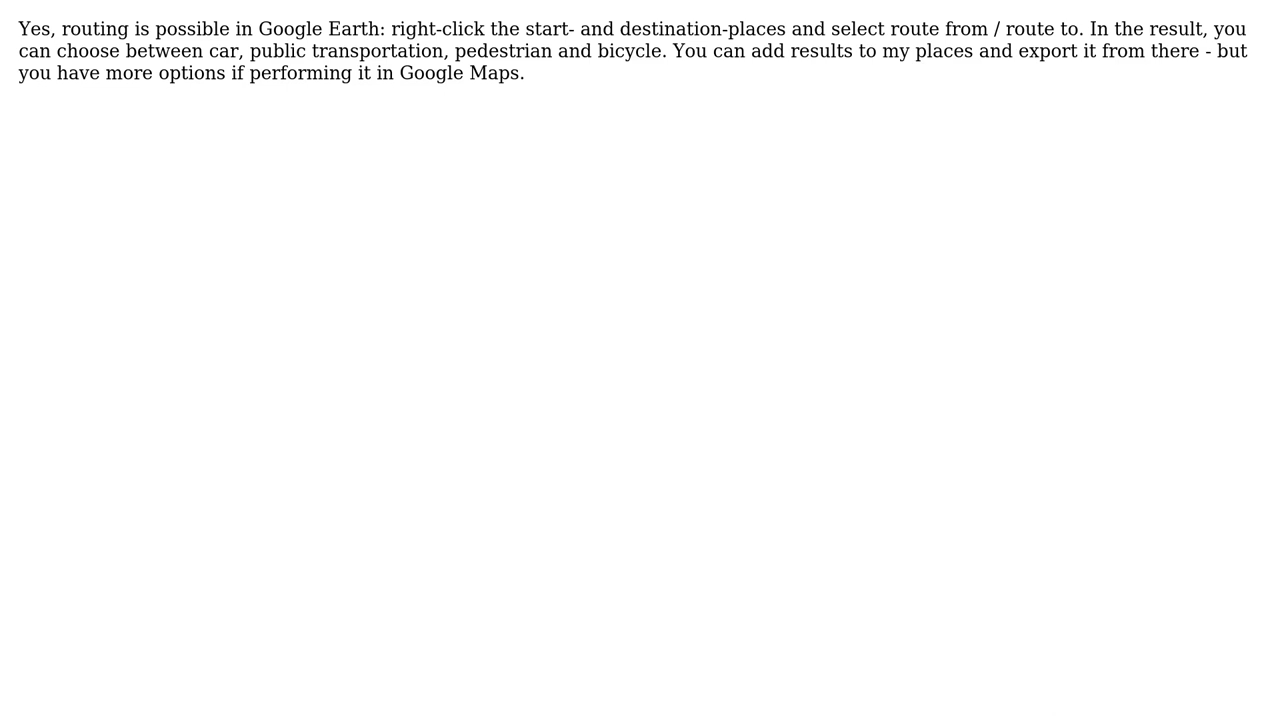 Yes, routing is possible in Google Earth: right-click the start- and destination-places and select route from / route to. In the result, you
can choose between car, public transportation, pedestrian and bicycle. You can add results to my places and export it from there - but
you have more options if performing it in Google Maps.